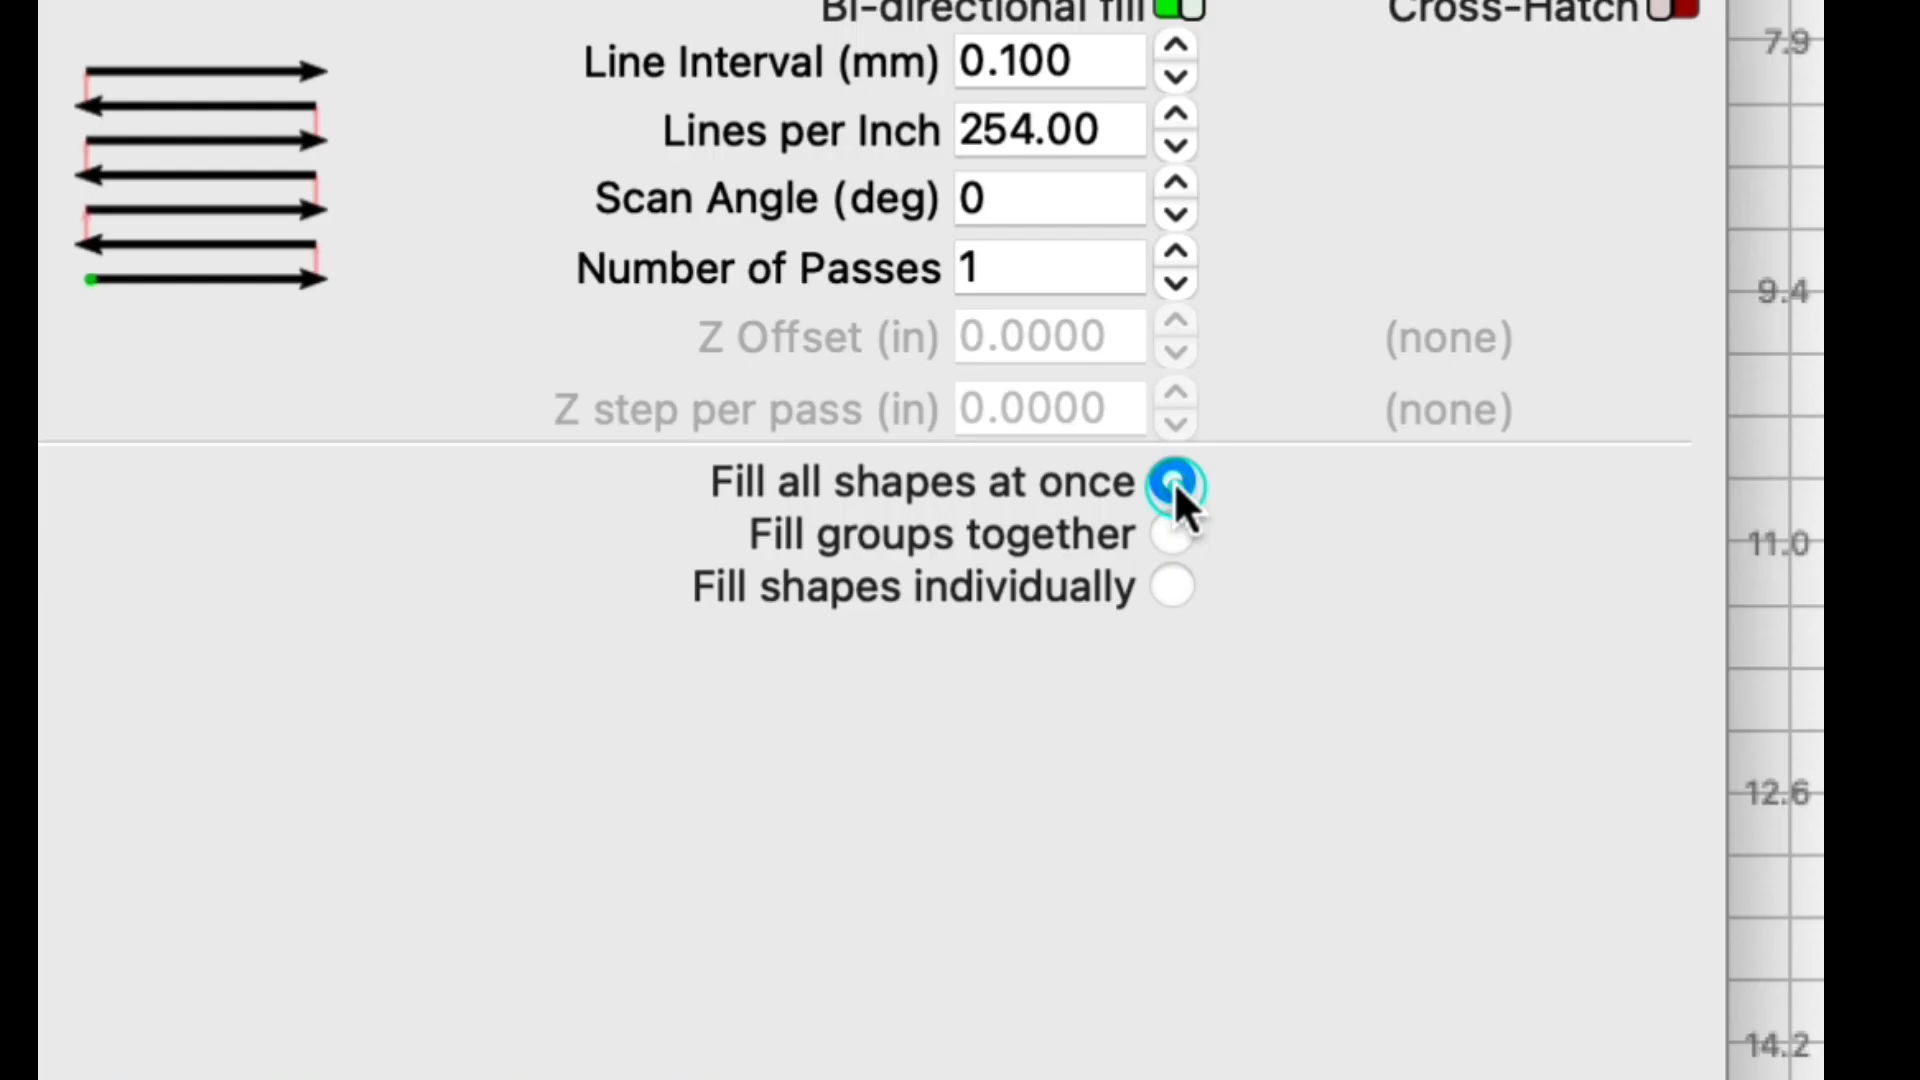 Bi-directional fill Cross-Hatch
7.9
Line Interval (mm) 0.100
Lines per Inch 254.00
Scan Angle (deg) 0
Number of Passes 1
9.4
Z Offset (in) 0.0000 (none)
Z step per pass (in) 0.0000 (none)
Fill all shapes at once
Fill groups together
11.0
Fill shapes individually
12.6
14.2